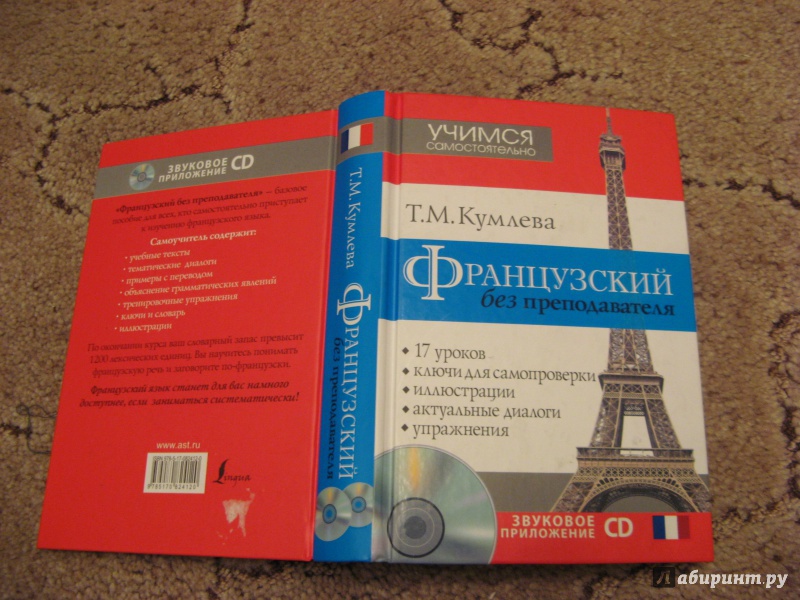 ЗВУКОВОЕ
ПРИЛОЖЕНИЕ CD
«Французский без преподавателя» – базовое
пособие для всех, кто самостоятельно приступает
к изучению французского языка.
Самоучитель содержит:
• учебные тексты
• тематические диалоги
• примеры с переводом
• объяснение грамматических явлений
• тренировочные упражнения
• ключи и словарь
• иллюстрации
По окончании курса ваш словарный запас превысит
1200 лексических единиц. Вы научитесь понимать
французскую речь и заговорите по-французски.
Французский язык станет для вас намного
доступнее, если заниматься систематически!
www.ast.ru
9785170824120
Lingua
Т.М. Кумлева
Французский
без преподавателя
УЧИМСЯ
самостоятельно
Т.М. Кумлева
Французский
без преподавателя
• 17 уроков
• ключи для самопроверки
• иллюстрации
• актуальные диалоги
• упражнения
ЗВУКОВОЕ
ПРИЛОЖЕНИЕ CD
Лабиринт.ру